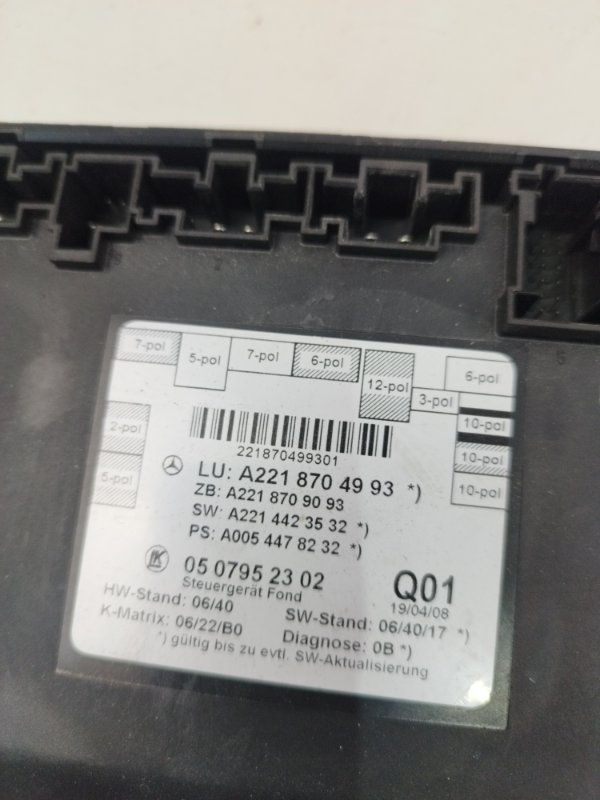 7-pol
5-pol
7-pol
6-pol
12-pol
3-pol
6-pol
10-pol
10-pol
10-pol
2-pol
5-pol
221870499301
LU: A221 870 49 93 *)
ZB: A221 870 90 93
SW: A221 442 35 32 *)
PS: A005 447 82 32 *)
LK 05 0795 23 02 Q01
Steuergerät Fond 19/04/08
HW-Stand: 06/40 SW-Stand: 06/40/17 *)
K-Matrix: 06/22/B0 Diagnose: 0B *)
*) gültig bis zu evtl. SW-Aktualisierung